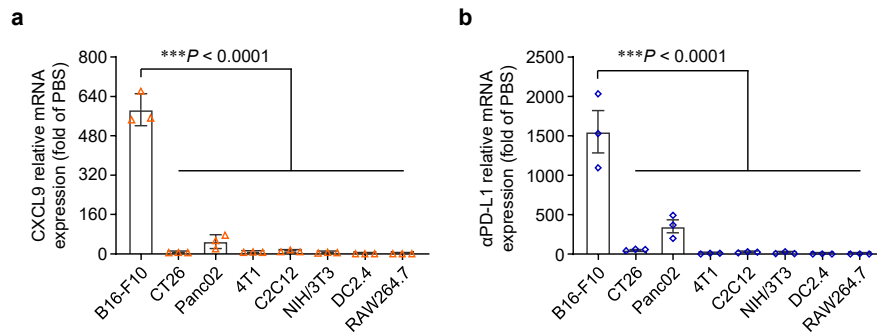 a
CXCL9 relative mRNA
expression (fold of PBS)
800
640
480
320
160
0
***P < 0.0001
B16-F10
CT26
Panc02
4T1
C2C12
NIH/3T3
DC2.4
RAW264.7
b
αPD-L1 relative mRNA
expression (fold of PBS)
2500
2000
1500
1000
500
0
***P < 0.0001
B16-F10
CT26
Panc02
4T1
C2C12
NIH/3T3
DC2.4
RAW264.7